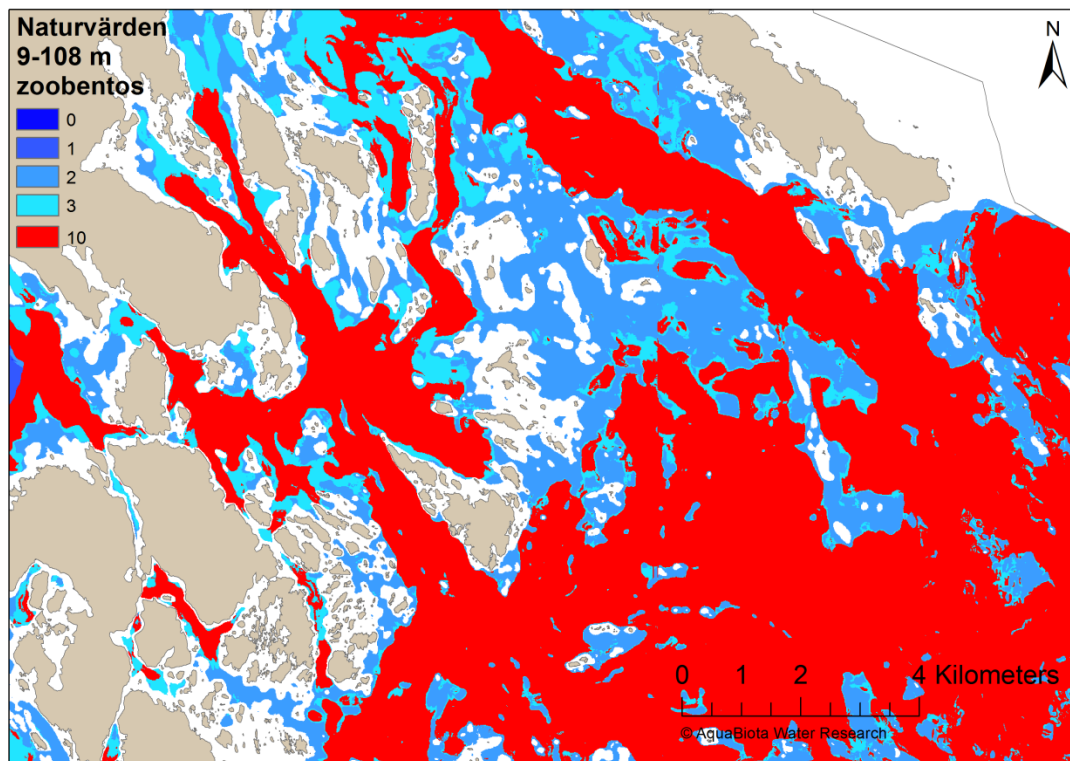 Naturvärden
9-108 m
zoobentos
0
1
2
3
10
N
0 1 2 4 Kilometers
© AquaBiota Water Research